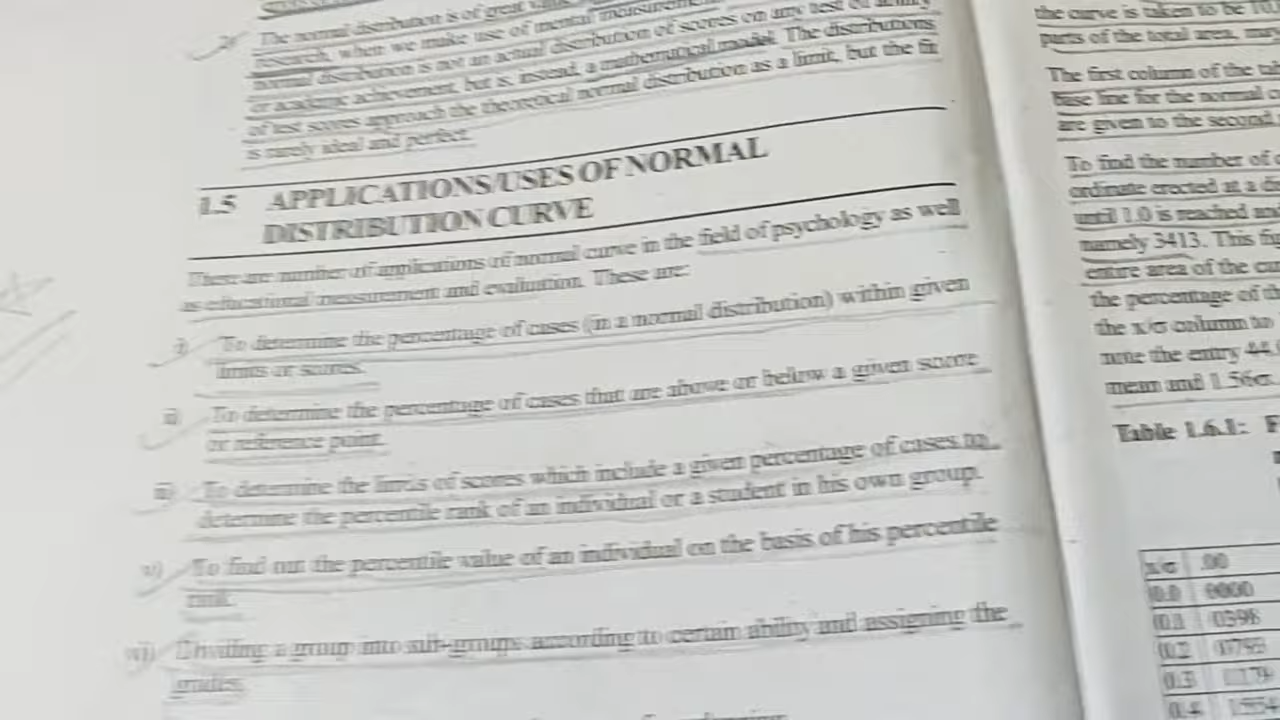 The normal distribution is of great value
research, when we make use of mental measurement
normal distribution is not an actual distribution of scores on any test of ability
or academic achievement, but is, instead, a mathematical model. The distributions
of test scores approach the theoretical normal distribution as a limit, but the fit
is rarely ideal and perfect.
1.5 APPLICATIONS/USES OF NORMAL
DISTRIBUTION CURVE
There are number of applications of normal curve in the field of psychology as well
as educational measurement and evaluation. These are:
i) To determine the percentage of cases (in a normal distribution) within given
limits or scores.
ii) To determine the percentage of cases that are above or below a given score
or reference point.
iii) To determine the limits of scores which include a given percentage of cases to
determine the percentile rank of an individual or a student in his own group.
v) To find out the percentile value of an individual on the basis of his percentile
rank.
vi) Dividing a group into sub-groups according to certain ability and assigning the
grades.
the curve is taken to be 10,
parts of the total area, may
The first column of the tab
base line for the normal c
are given to the second
To find the number of c
ordinate erected at a di
until 1.0 is reached and
namely 3413. This fi
entire area of the cur
the percentage of th
the x/σ column to
note the entry 44.
mean and 1.56σ.
Table 1.6.1: F
x/σ .00
0.0 0000
0.1 0398
0.2 0793
0.3 1179
0.4 1554